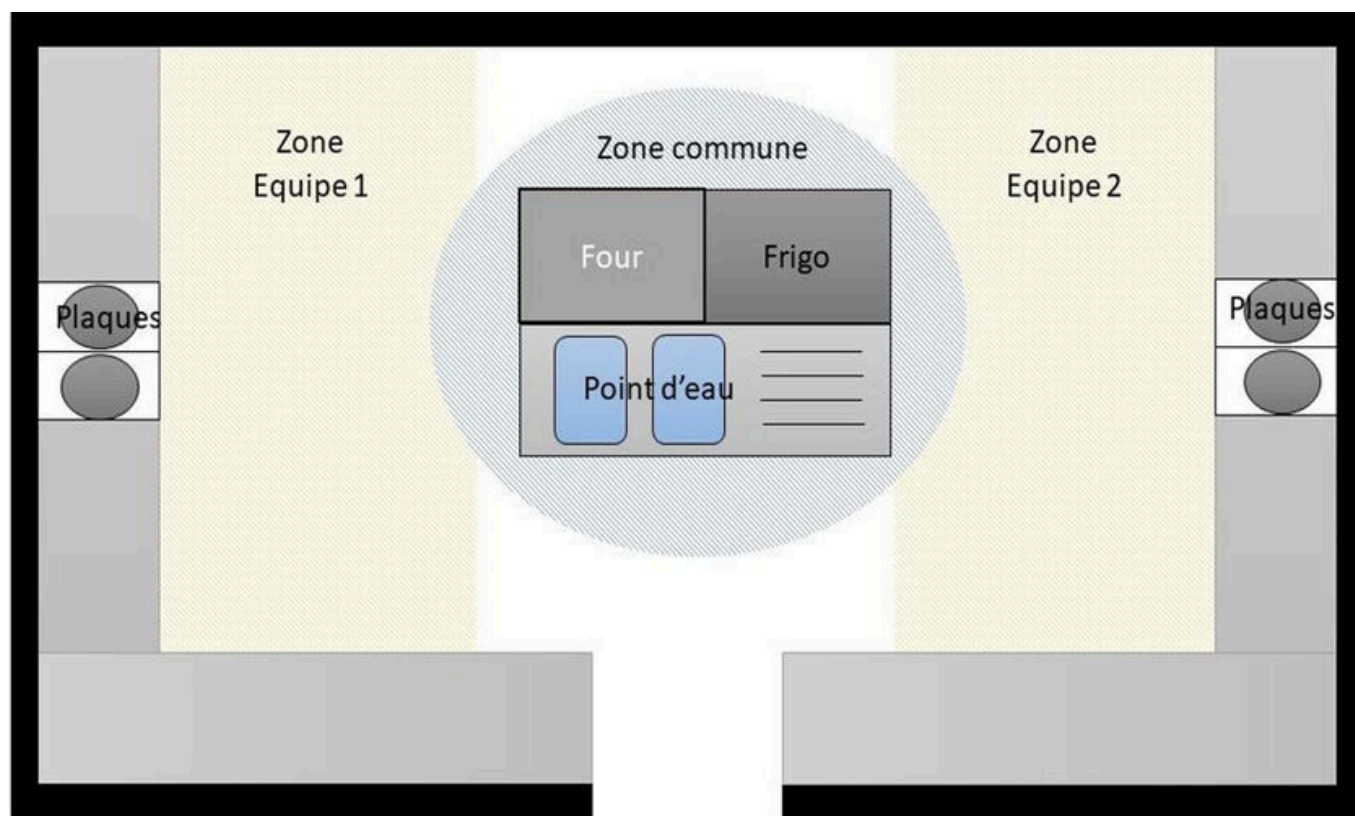 Zone
Equipe 1
Zone commune
Zone
Equipe 2
Four
Frigo
Plaques
Plaques
Point d’eau